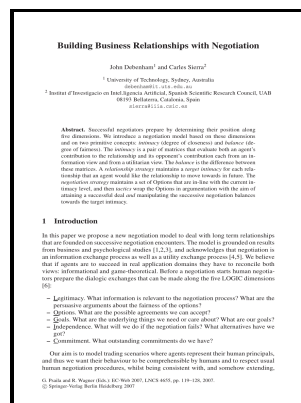 Building Business Relationships with Negotiation
John Debenham¹ and Carles Sierra²
¹ University of Technology, Sydney, Australia
debenham@it.uts.edu.au
² Institut d'Investigacio en Intel.ligencia Artificial, Spanish Scientific Research Council, UAB
08193 Bellaterra, Catalonia, Spain
sierra@iiia.csic.es
Abstract. Successful negotiators prepare by determining their position along
five dimensions. We introduce a negotiation model based on these dimensions
and on two primitive concepts: intimacy (degree of closeness) and balance (de-
gree of fairness). The intimacy is a pair of matrices that evaluate both an agent's
contribution to the relationship and its opponent's contribution each from an in-
formation view and from a utilitarian view. The balance is the difference between
these matrices. A relationship strategy maintains a target intimacy for each rela-
tionship that an agent would like the relationship to move towards in future. The
negotiation strategy maintains a set of Options that are in-line with the current in-
timacy level, and then tactics wrap the Options in argumentation with the aim of
attaining a successful deal and manipulating the successive negotiation balances
towards the target intimacy.
1 Introduction
In this paper we propose a new negotiation model to deal with long term relationships
that are founded on successive negotiation encounters. The model is grounded on results
from business and psychological studies [1,2,3], and acknowledges that negotiation is
an information exchange process as well as a utility exchange process [4,5]. We believe
that if agents are to succeed in real application domains they have to reconcile both
views: informational and game-theoretical. Before a negotiation starts human negotia-
tors prepare the dialogic exchanges that can be made along the five LOGIC dimensions
[6]:
– Legitimacy. What information is relevant to the negotiation process? What are the
persuasive arguments about the fairness of the options?
– Options. What are the possible agreements we can accept?
– Goals. What are the underlying things we need or care about? What are our goals?
– Independence. What will we do if the negotiation fails? What alternatives have we
got?
– Commitment. What outstanding commitments do we have?
Our aim is to model trading scenarios where agents represent their human principals,
and thus we want their behaviour to be comprehensible by humans and to respect usual
human negotiation procedures, whilst being consistent with, and somehow extending,
G. Psaila and R. Wagner (Eds.): EC-Web 2007, LNCS 4655, pp. 119–128, 2007.
© Springer-Verlag Berlin Heidelberg 2007